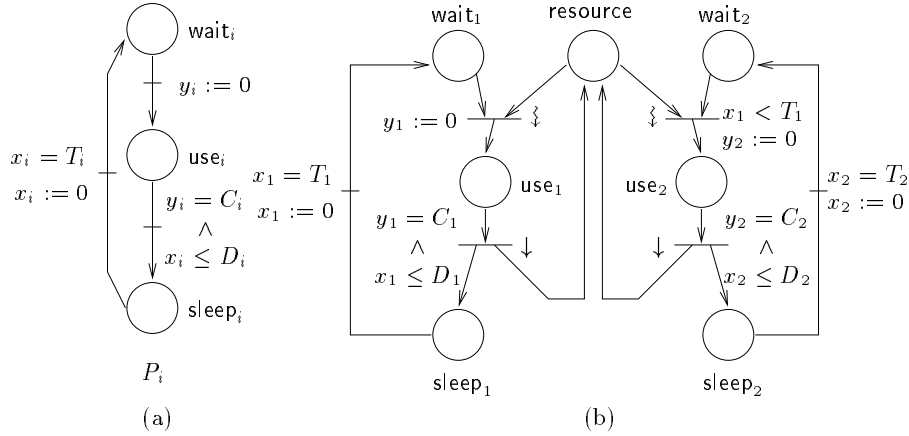 wait_i
y_i := 0
use_i
x_i = T_i
x_i := 0
y_i = C_i
∧
x_i ≤ D_i
sleep_i
P_i
(a)
wait_1
resource
wait_2
y_1 := 0
x_1 < T_1
y_2 := 0
use_1
use_2
x_1 = T_1
x_1 := 0
x_2 = T_2
x_2 := 0
y_1 = C_1
∧
x_1 ≤ D_1
y_2 = C_2
∧
x_2 ≤ D_2
sleep_1
sleep_2
(b)